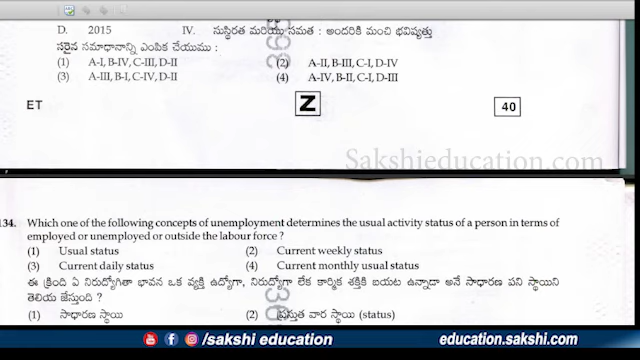 D. 2015 IV. సుస్థిరత మరియు సమత : అందరికి మంచి భవిష్యత్తు
సరైన సమాధానాన్ని ఎంపిక చేయుము :
(1) A-I, B-IV, C-III, D-II (2) A-II, B-III, C-I, D-IV
(3) A-III, B-I, C-IV, D-II (4) A-IV, B-II, C-I, D-III
ET Z 40
Sakshieducation.com
134. Which one of the following concepts of unemployment determines the usual activity status of a person in terms of
employed or unemployed or outside the labour force ?
(1) Usual status (2) Current weekly status
(3) Current daily status (4) Current monthly usual status
ఈ క్రింది ఏ నిరుద్యోగితా భావన ఒక వ్యక్తి ఉద్యోగా, నిరుద్యోగా లేక కార్మిక శక్తికి బయట ఉన్నాడా అనే సాధారణ పని స్థాయిని
తెలియ జేస్తుంది ?
(1) సాధారణ స్థాయి (2) ప్రస్తుత వార స్థాయి (status)
/sakshi education education.sakshi.com